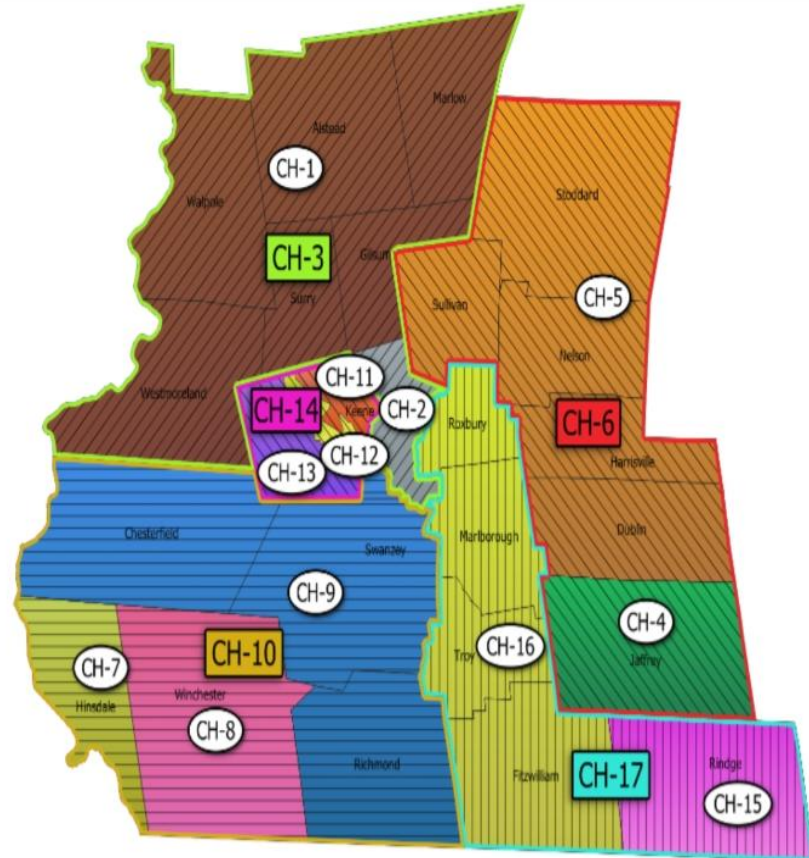 Marlow
Alstead
CH-1
Stoddard
Walpole
CH-3
Gilsum
Surry
CH-5
Sullivan
Nelson
Westmoreland
CH-11
CH-14
Keene
CH-2
CH-6
Roxbury
CH-12
CH-13
Harrisville
Chesterfield
Swanzey
Marlborough
Dublin
CH-9
CH-4
CH-16
Jaffrey
CH-10
Troy
CH-7
Winchester
Hinsdale
CH-8
Richmond
Fitzwilliam
CH-17
Rindge
CH-15